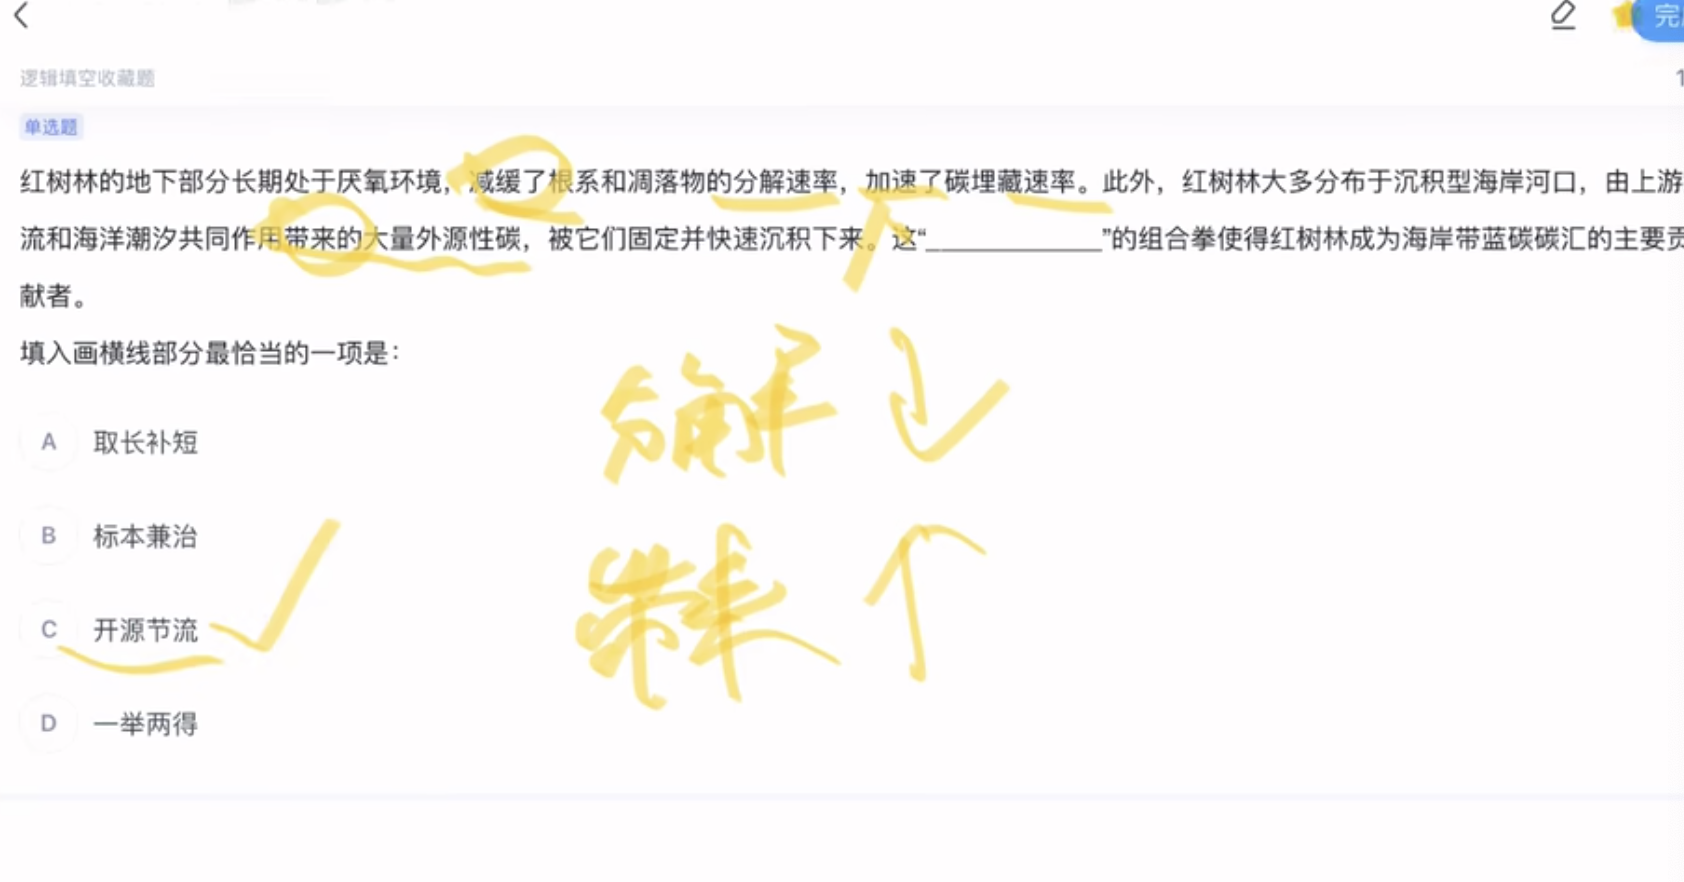 完
逻辑填空收藏题
1
单选题
红树林的地下部分长期处于厌氧环境，减缓了根系和凋落物的分解速率，加速了碳埋藏速率。此外，红树林大多分布于沉积型海岸河口，由上游
流和海洋潮汐共同作用带来的大量外源性碳，被它们固定并快速沉积下来。这“____________”的组合拳使得红树林成为海岸带蓝碳碳汇的主要贡
献者。
填入画横线部分最恰当的一项是：
A 取长补短
分解↓
B 标本兼治
带来↑
C 开源节流
D 一举两得